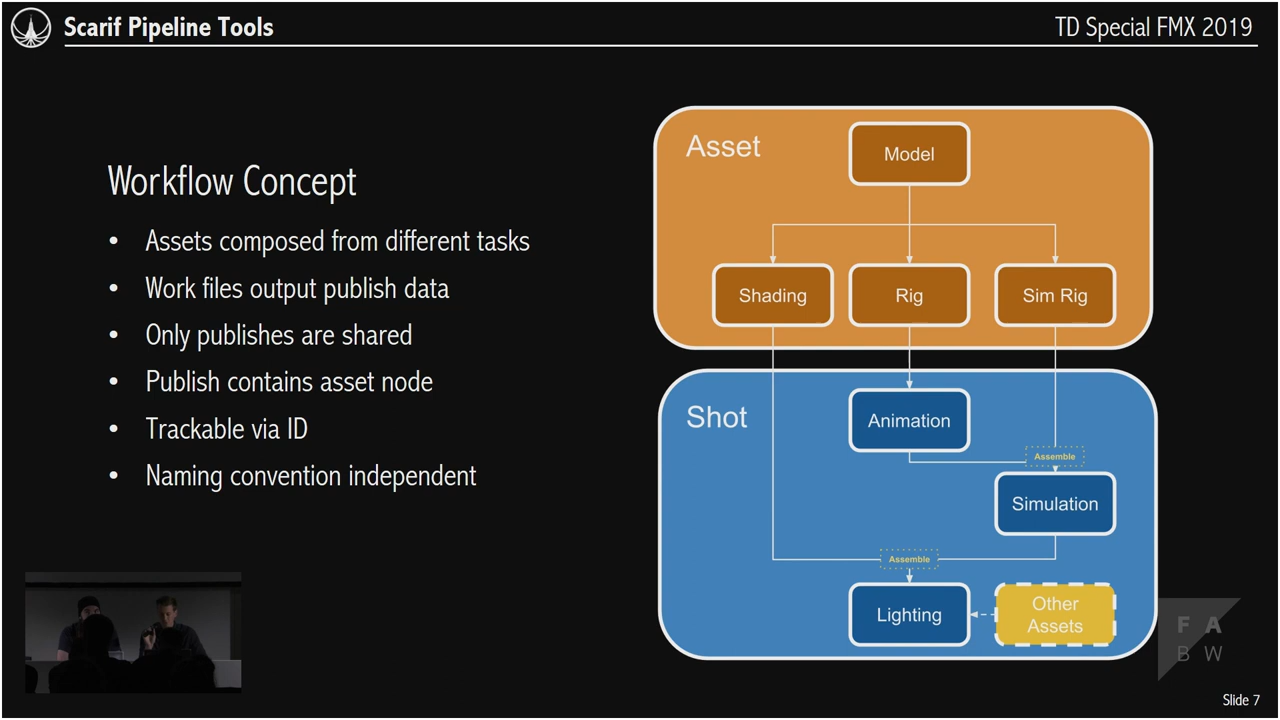 Scarif Pipeline Tools
TD Special FMX 2019
Workflow Concept
• Assets composed from different tasks
• Work files output publish data
• Only publishes are shared
• Publish contains asset node
• Trackable via ID
• Naming convention independent
Asset
Model
Shading
Rig
Sim Rig
Shot
Animation
Assemble
Simulation
Assemble
Lighting
Other
Assets
F A
B W
Slide 7